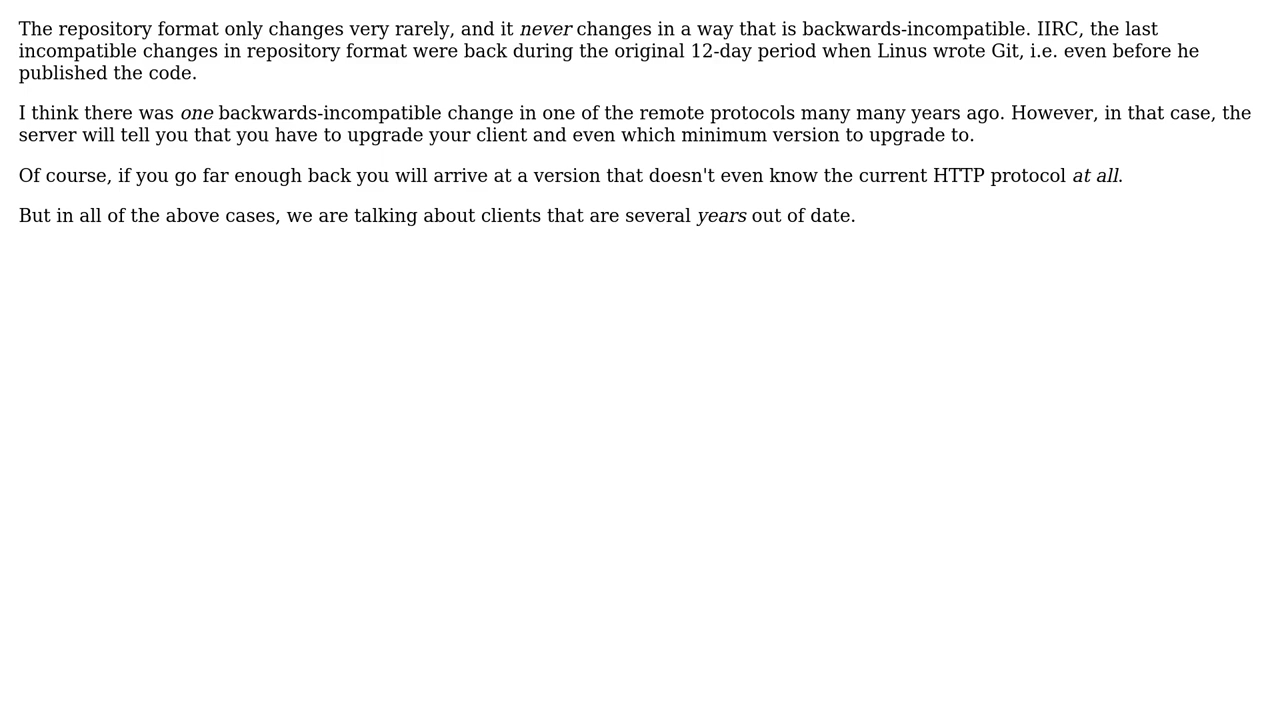 The repository format only changes very rarely, and it never changes in a way that is backwards-incompatible. IIRC, the last
incompatible changes in repository format were back during the original 12-day period when Linus wrote Git, i.e. even before he
published the code.
I think there was one backwards-incompatible change in one of the remote protocols many many years ago. However, in that case, the
server will tell you that you have to upgrade your client and even which minimum version to upgrade to.
Of course, if you go far enough back you will arrive at a version that doesn't even know the current HTTP protocol at all.
But in all of the above cases, we are talking about clients that are several years out of date.